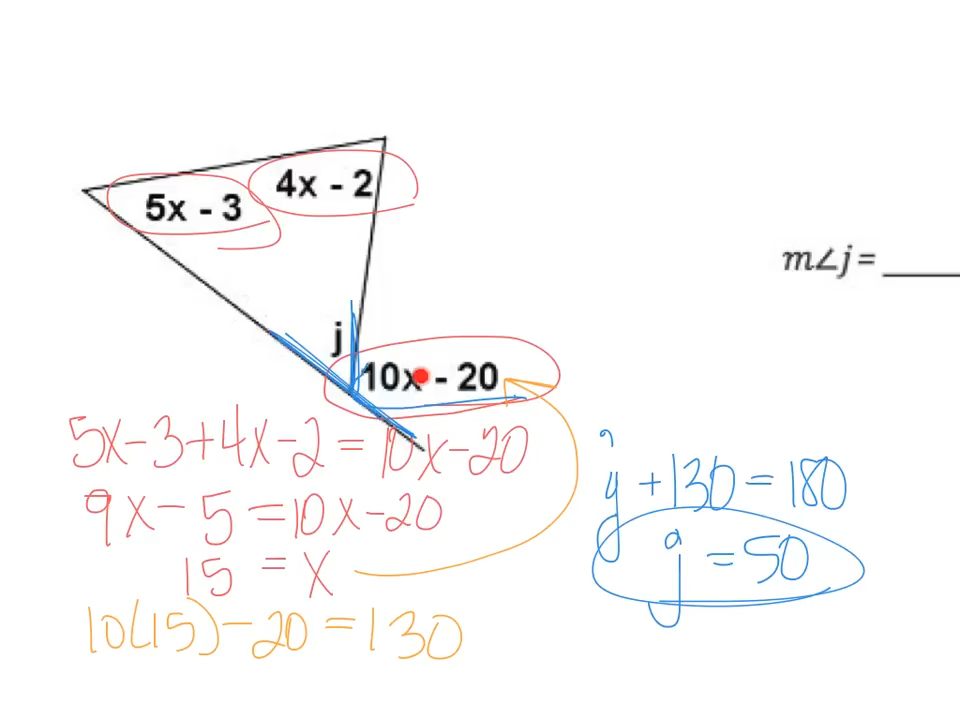 4x - 2
5x - 3
m∠j = ______
j
10x - 20
5x - 3 + 4x - 2 = 10x - 20
9x - 5 = 10x - 20
15 = x
10(15) - 20 = 130
j + 130 = 180
j = 50